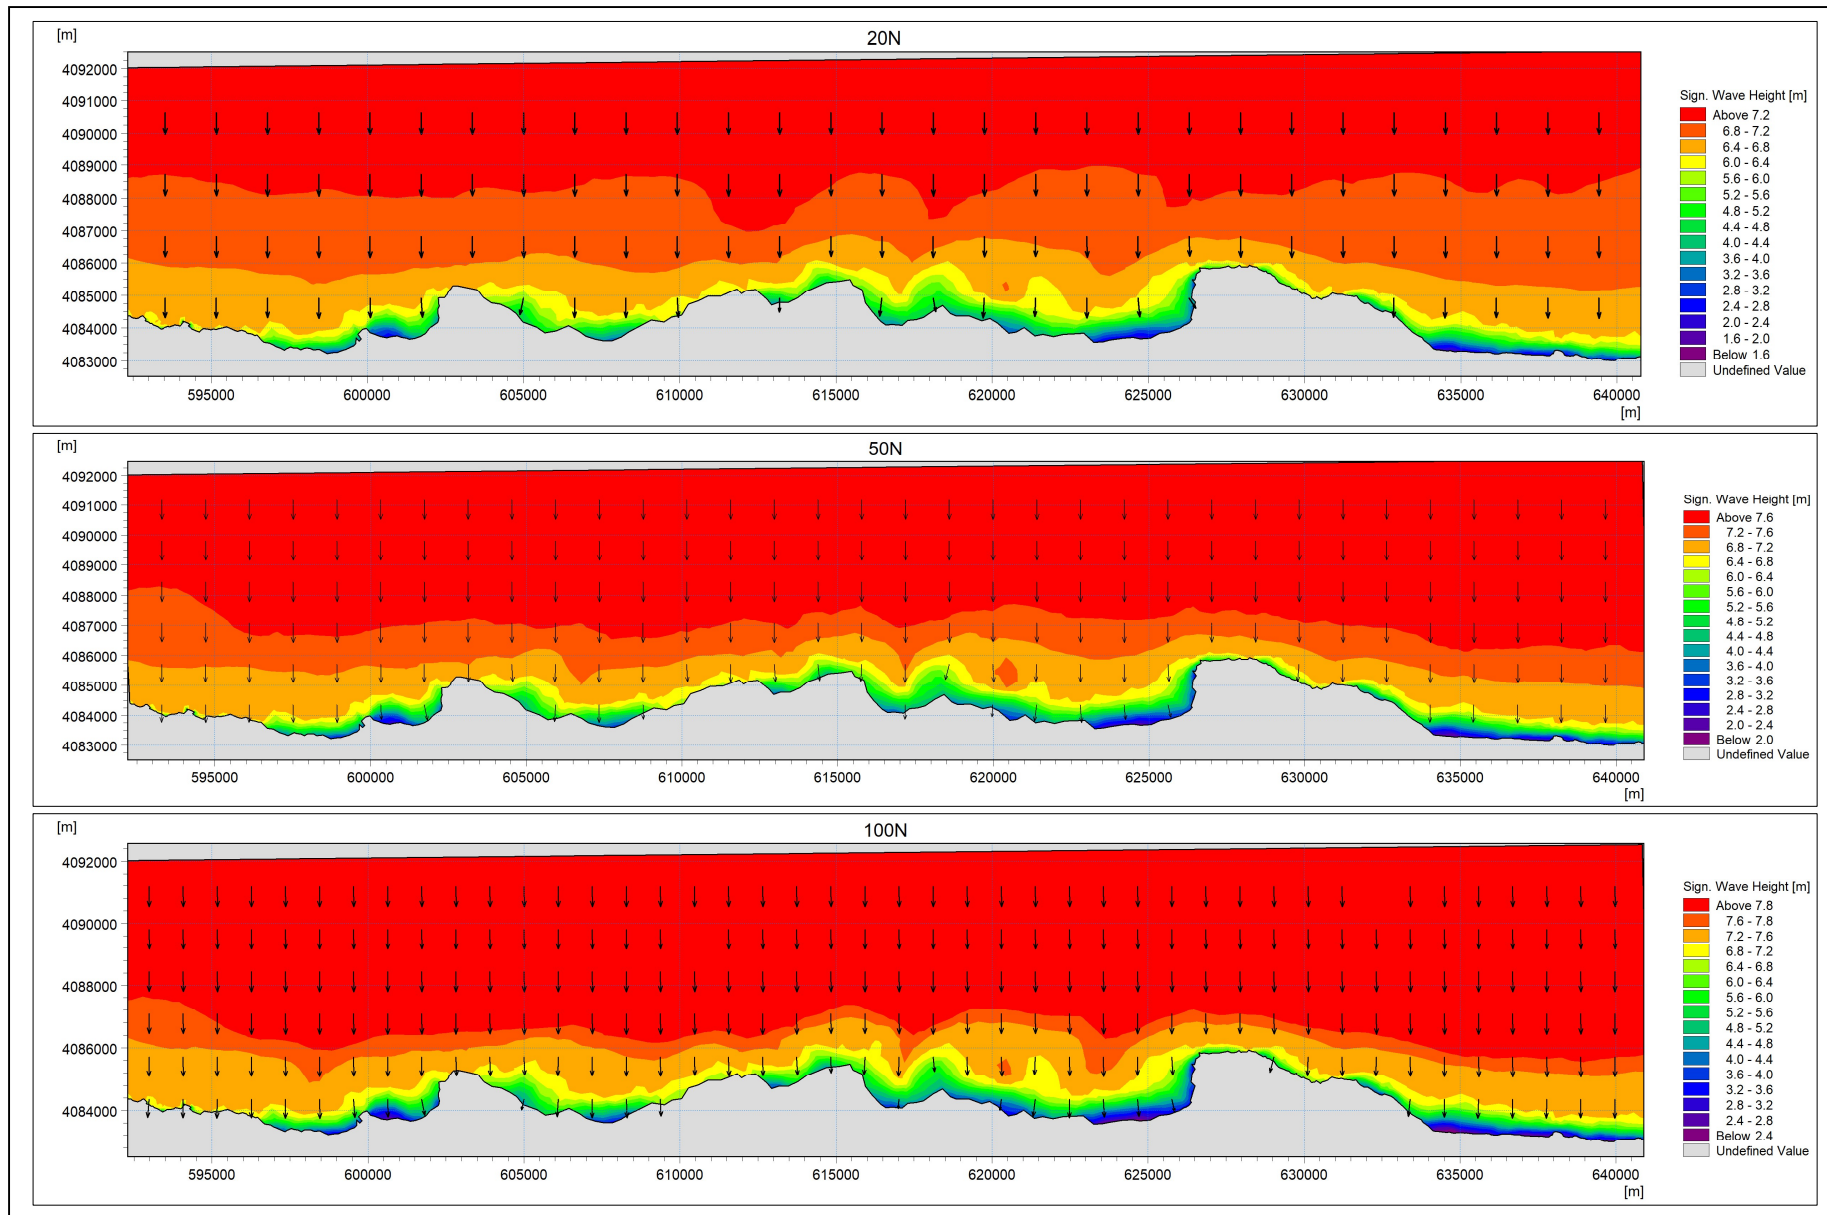 [m]
20N
4092000
4091000
4090000
4089000
4088000
4087000
4086000
4085000
4084000
4083000
595000 600000 605000 610000 615000 620000 625000 630000 635000 640000
[m]
Sign. Wave Height [m]
Above 7.2
6.8 - 7.2
6.4 - 6.8
6.0 - 6.4
5.6 - 6.0
5.2 - 5.6
4.8 - 5.2
4.4 - 4.8
4.0 - 4.4
3.6 - 4.0
3.2 - 3.6
2.8 - 3.2
2.4 - 2.8
2.0 - 2.4
1.6 - 2.0
Below 1.6
Undefined Value
[m]
50N
4092000
4091000
4090000
4089000
4088000
4087000
4086000
4085000
4084000
4083000
595000 600000 605000 610000 615000 620000 625000 630000 635000 640000
[m]
Sign. Wave Height [m]
Above 7.6
7.2 - 7.6
6.8 - 7.2
6.4 - 6.8
6.0 - 6.4
5.6 - 6.0
5.2 - 5.6
4.8 - 5.2
4.4 - 4.8
4.0 - 4.4
3.6 - 4.0
3.2 - 3.6
2.8 - 3.2
2.4 - 2.8
2.0 - 2.4
Below 2.0
Undefined Value
[m]
100N
4092000
4090000
4088000
4086000
4084000
595000 600000 605000 610000 615000 620000 625000 630000 635000 640000
[m]
Sign. Wave Height [m]
Above 7.8
7.6 - 7.8
7.2 - 7.6
6.8 - 7.2
6.4 - 6.8
6.0 - 6.4
5.6 - 6.0
5.2 - 5.6
4.8 - 5.2
4.4 - 4.8
4.0 - 4.4
3.6 - 4.0
3.2 - 3.6
2.8 - 3.2
2.4 - 2.8
Below 2.4
Undefined Value